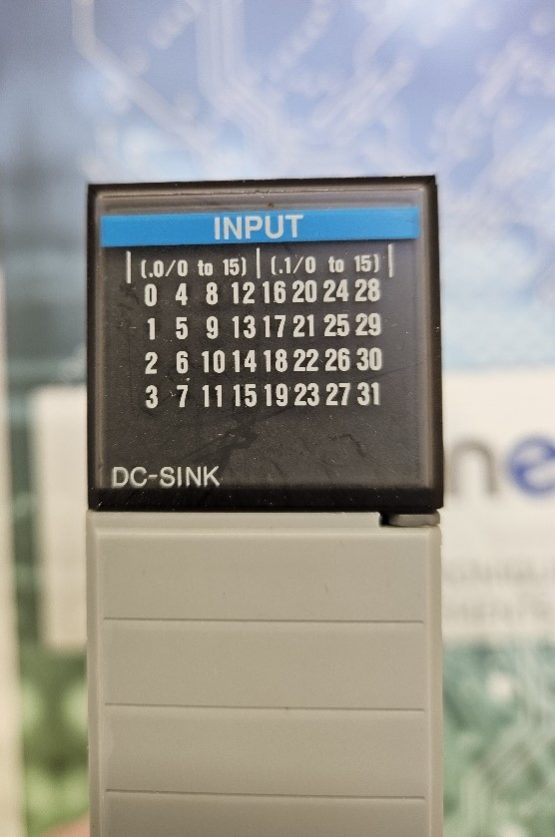 INPUT
(.0/0 to 15) (.1/0 to 15)
0 4 8 12 16 20 24 28
1 5 9 13 17 21 25 29
2 6 10 14 18 22 26 30
3 7 11 15 19 23 27 31
DC-SINK
ne